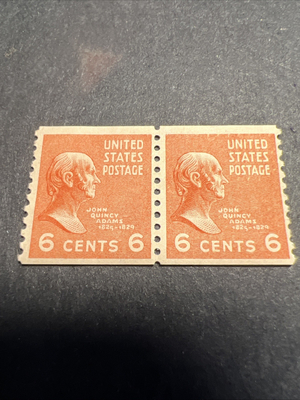 UNITED
STATES
POSTAGE
JOHN
QUINCY
ADAMS
1825-1829
6 CENTS 6
UNITED
STATES
POSTAGE
JOHN
QUINCY
ADAMS
1825-1829
6 CENTS 6